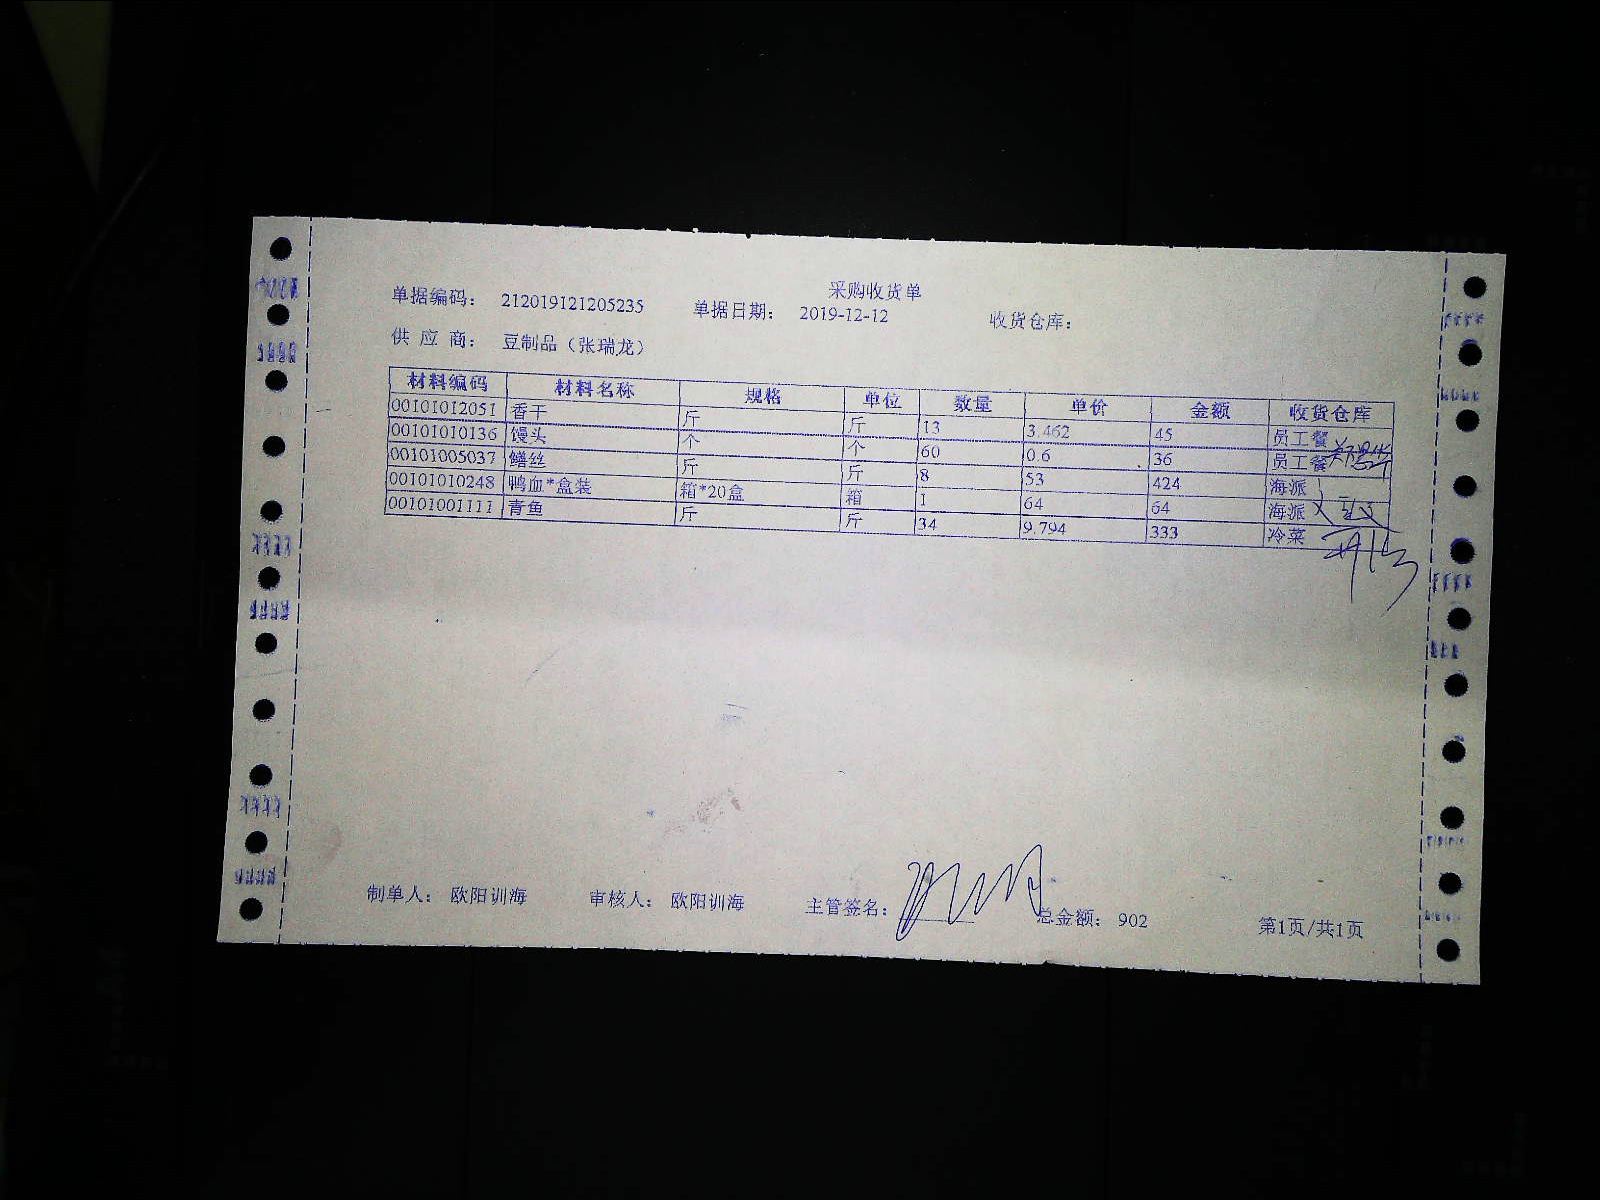 采购收货单
单据编码： 212019121205235 单据日期： 2019-12-12 收货仓库：
供 应 商： 豆制品（张瑞龙）
材料编码 材料名称 规格 单位 数量 单价 金额 收货仓库
00101012051 香干 斤 斤 13 3.462 45 员工餐
00101010136 馒头 个 个 60 0.6 36 员工餐
00101005037 鳝丝 斤 斤 8 53 424 海派
00101010248 鸭血*盒装 箱*20盒 箱 1 64 64 海派
00101001111 青鱼 斤 斤 34 9.794 333 冷菜
制单人： 欧阳训海 审核人： 欧阳训海 主管签名： 总金额： 902 第1页/共1页